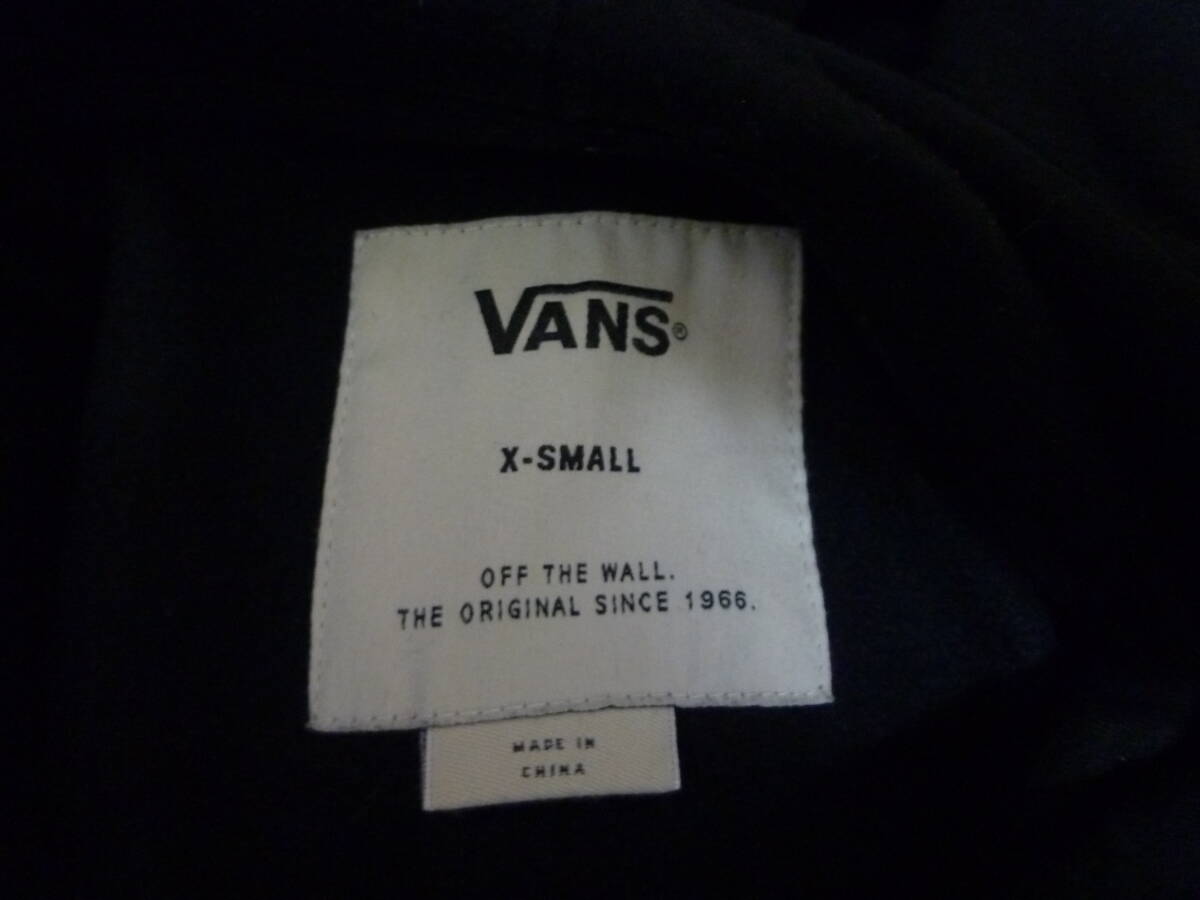 VANS®
X-SMALL
OFF THE WALL.
THE ORIGINAL SINCE 1966.
MADE IN
CHINA